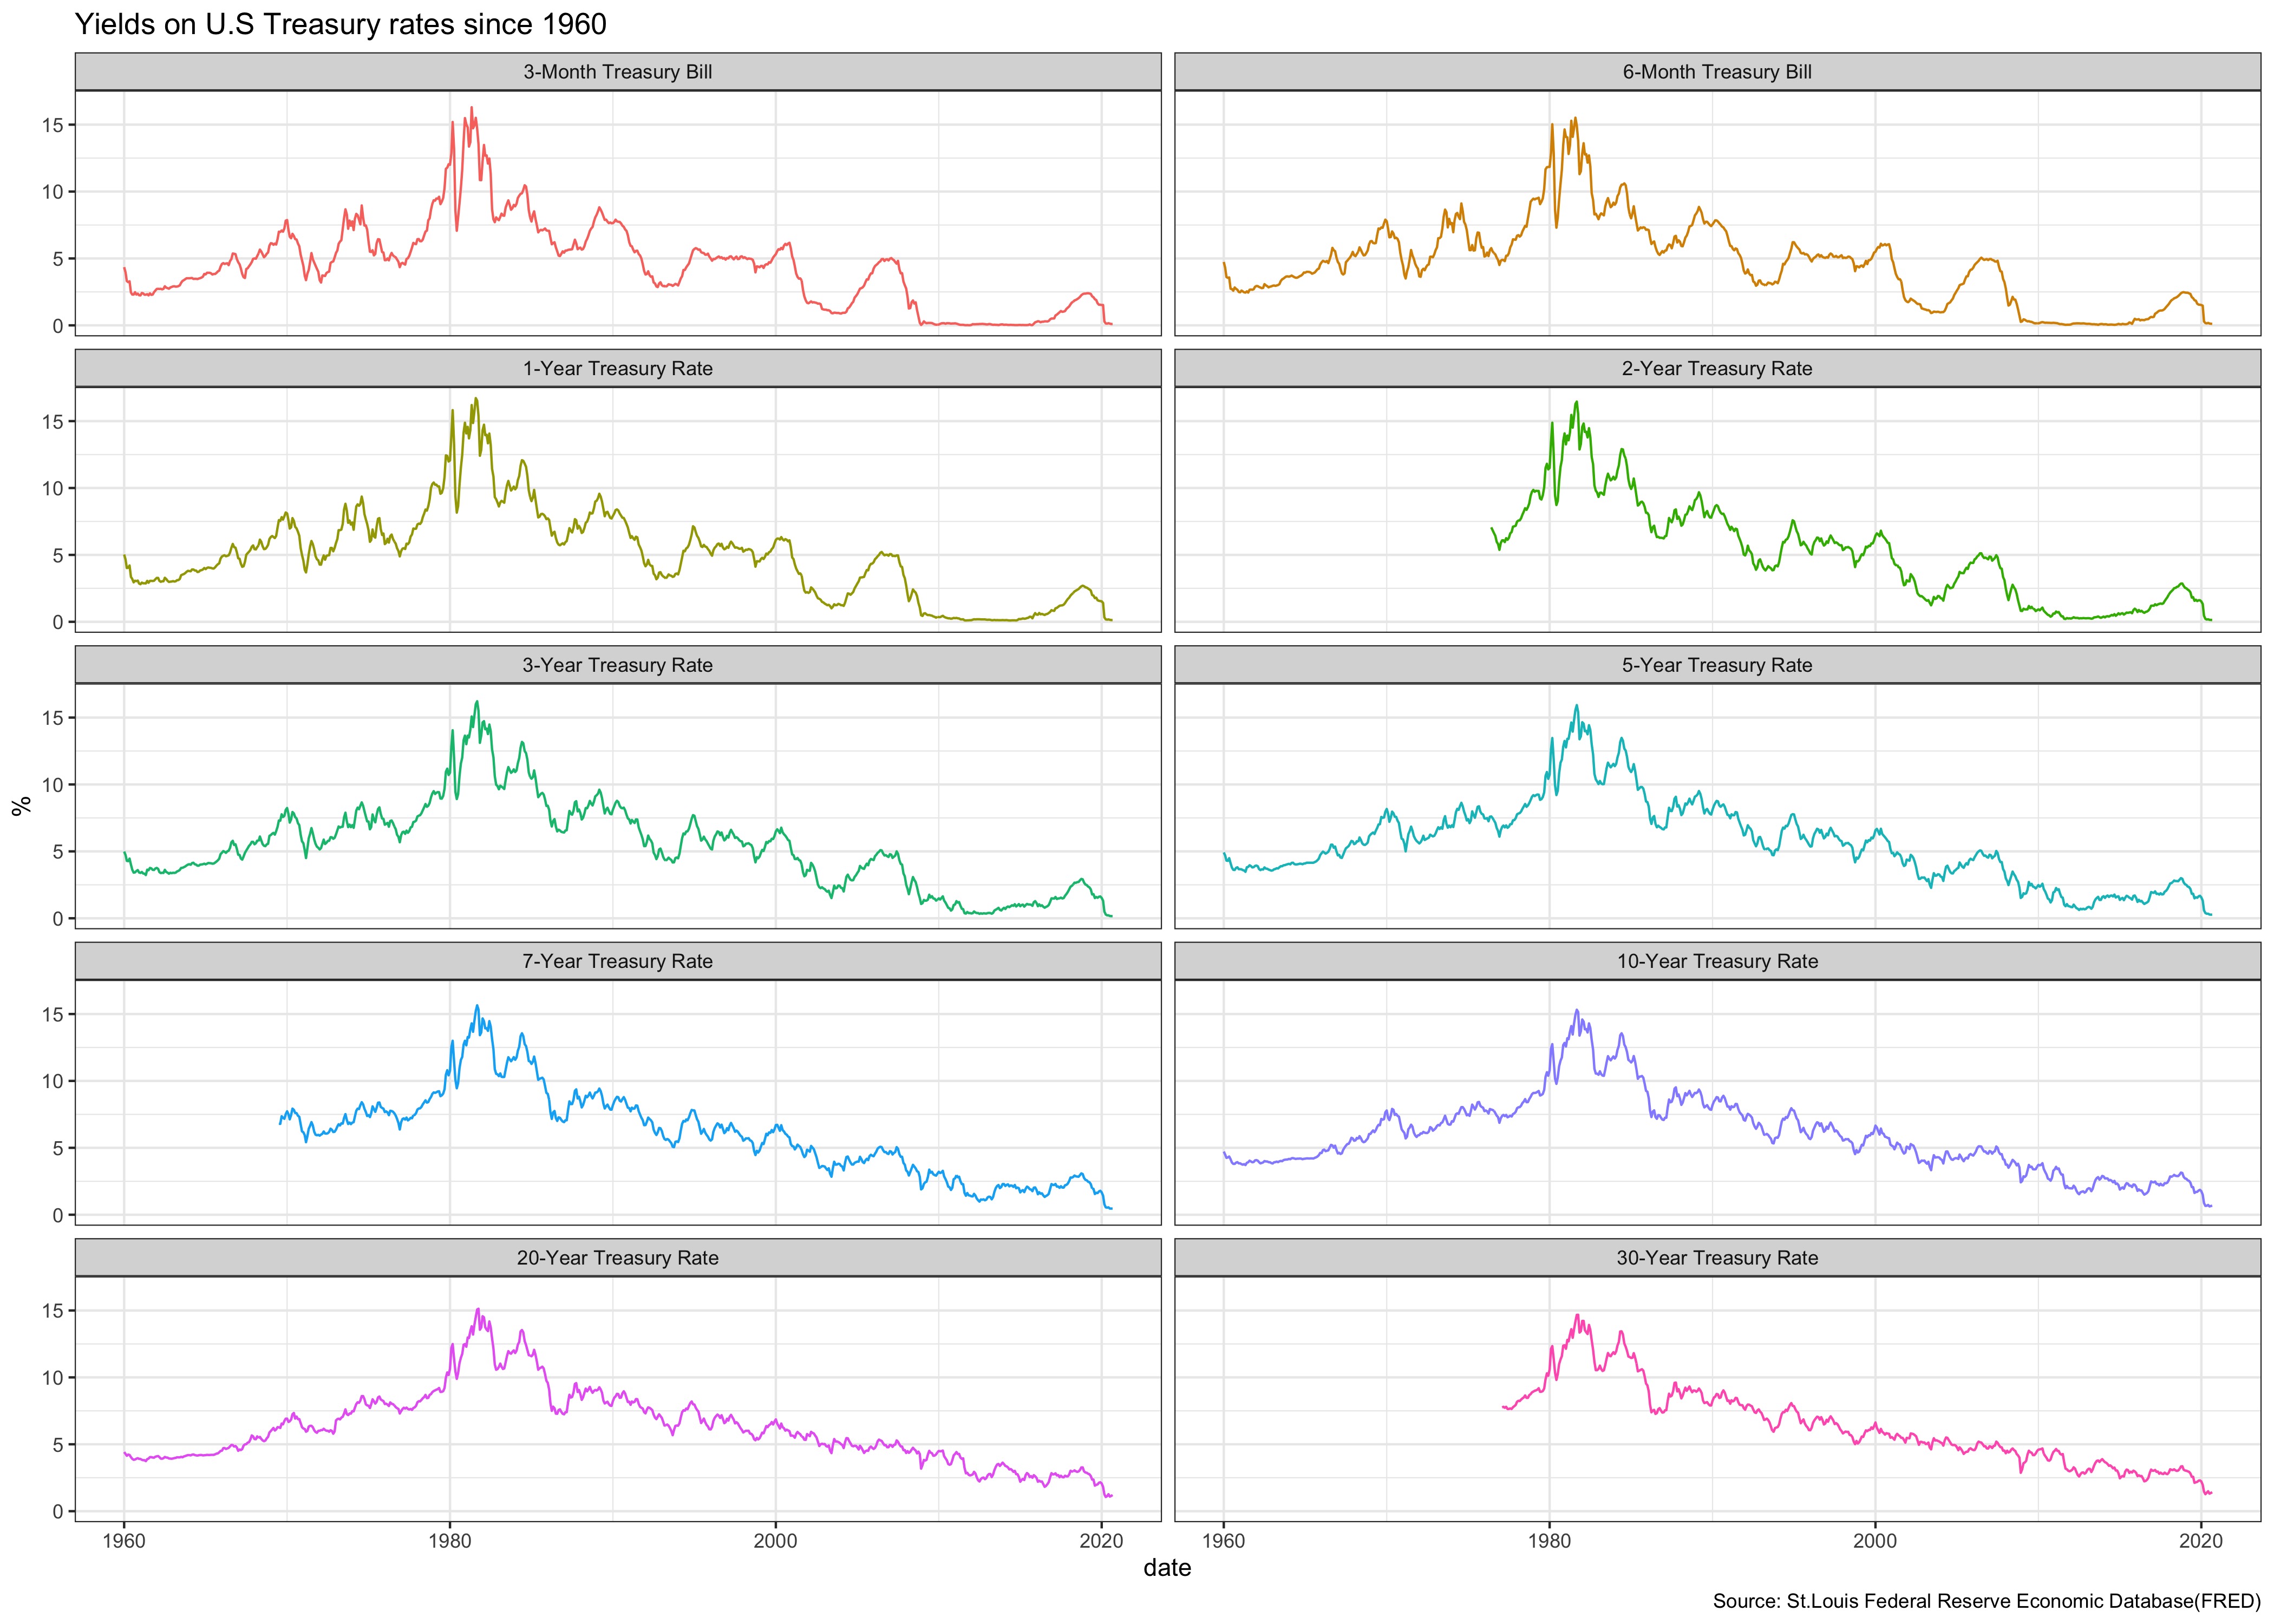 Yields on U.S Treasury rates since 1960
3-Month Treasury Bill
6-Month Treasury Bill
15
10
5
0
1-Year Treasury Rate
2-Year Treasury Rate
15
10
5
0
3-Year Treasury Rate
5-Year Treasury Rate
15
10
5
0
%
7-Year Treasury Rate
10-Year Treasury Rate
15
10
5
0
20-Year Treasury Rate
30-Year Treasury Rate
15
10
5
0
1960 1980 2000 2020
1960 1980 2000 2020
date
Source: St.Louis Federal Reserve Economic Database(FRED)